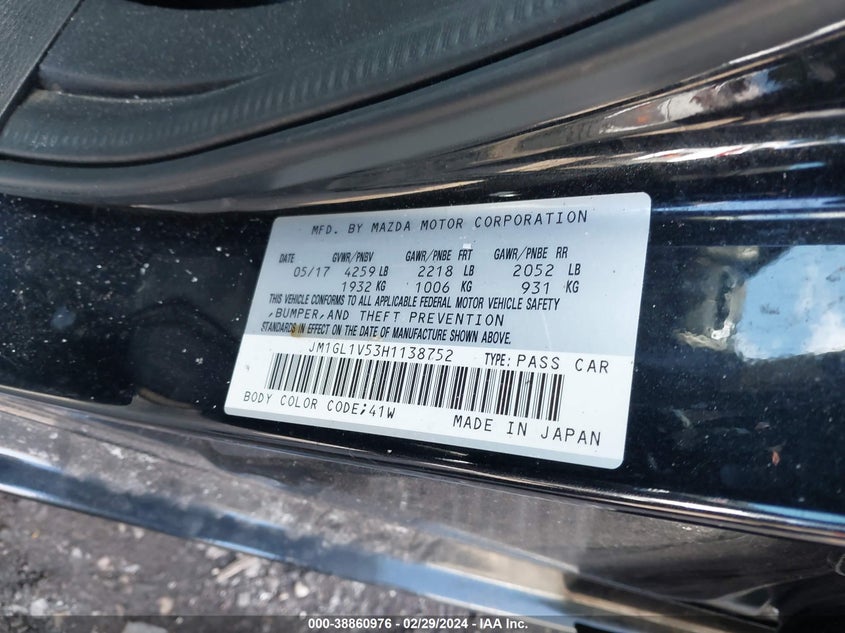 MFD. BY MAZDA MOTOR CORPORATION
DATE GVWR/PNBV GAWR/PNBE FRT GAWR/PNBE RR
05/17 4259 LB 2218 LB 2052 LB
1932 KG 1006 KG 931 KG
THIS VEHICLE CONFORMS TO ALL APPLICABLE FEDERAL MOTOR VEHICLE SAFETY
,BUMPER,AND THEFT PREVENTION
STANDARDS IN EFFECT ON THE DATE OF MANUFACTURE SHOWN ABOVE.
JM1GL1V53H1138752 TYPE: PASS CAR
BODY COLOR CODE;41W
MADE IN JAPAN
000-38860976 - 02/29/2024 - IAA Inc.